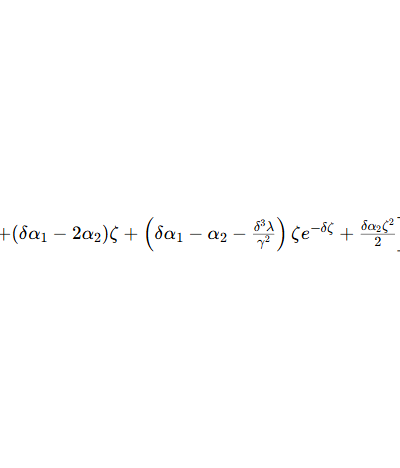 +(δα₁ − 2α₂)ζ + (δα₁ − α₂ − δ³λ/γ²) ζe^{−δζ} + δα₂ζ²/2